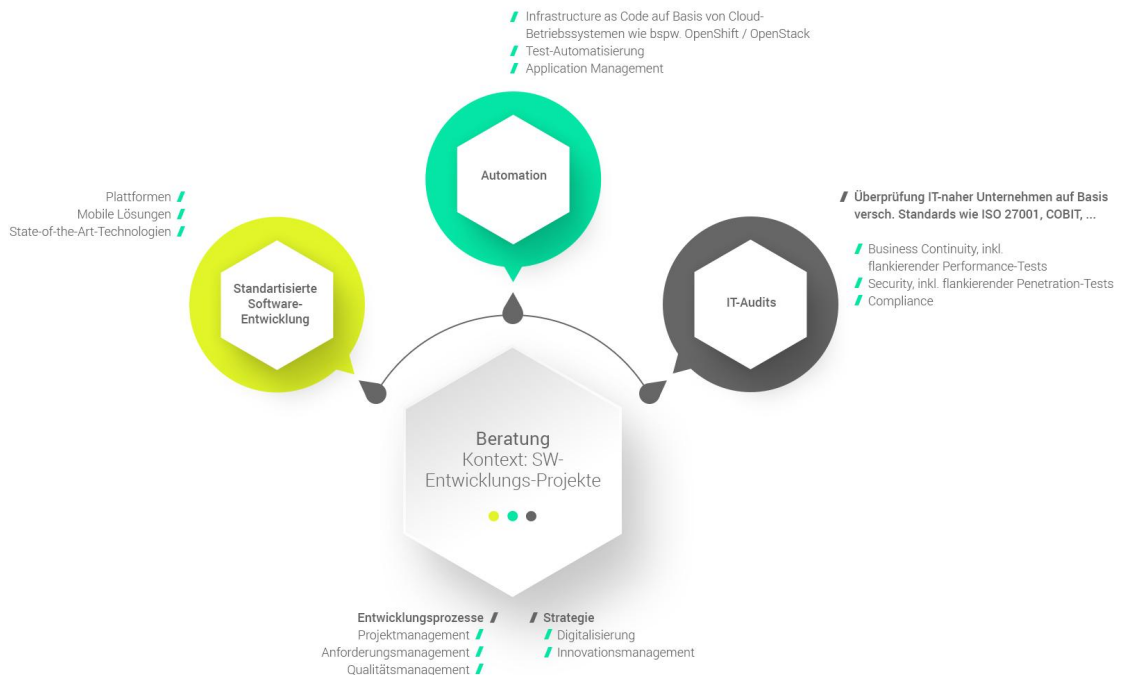 Infrastructure as Code auf Basis von Cloud-
Betriebssystemen wie bspw. OpenShift / OpenStack
Test-Automatisierung
Application Management
Automation
Plattformen
Mobile Lösungen
State-of-the-Art-Technologien
Standartisierte
Software-
Entwicklung
Überprüfung IT-naher Unternehmen auf Basis
versch. Standards wie ISO 27001, COBIT, ...
Business Continuity, inkl.
flankierender Performance-Tests
Security, inkl. flankierender Penetration-Tests
Compliance
IT-Audits
Beratung
Kontext: SW-
Entwicklungs-Projekte
Entwicklungsprozesse
Projektmanagement
Anforderungsmanagement
Qualitätsmanagement
Strategie
Digitalisierung
Innovationsmanagement